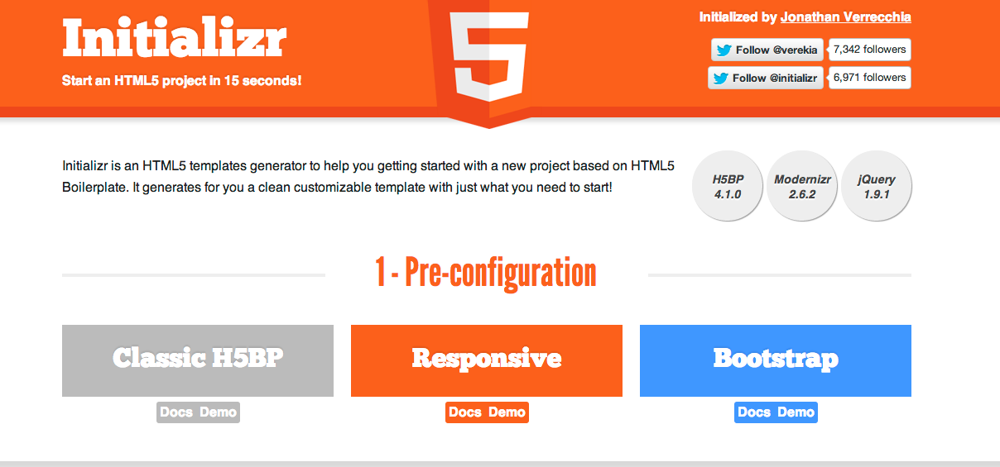 Initializr
Start an HTML5 project in 15 seconds!
5
Initialized by Jonathan Verrecchia
Follow @verekia 7,342 followers
Follow @initializr 6,971 followers
Initializr is an HTML5 templates generator to help you getting started with a new project based on HTML5
Boilerplate. It generates for you a clean customizable template with just what you need to start!
H5BP
4.1.0
Modernizr
2.6.2
jQuery
1.9.1
1 - Pre-configuration
Classic H5BP
Docs Demo
Responsive
Docs Demo
Bootstrap
Docs Demo